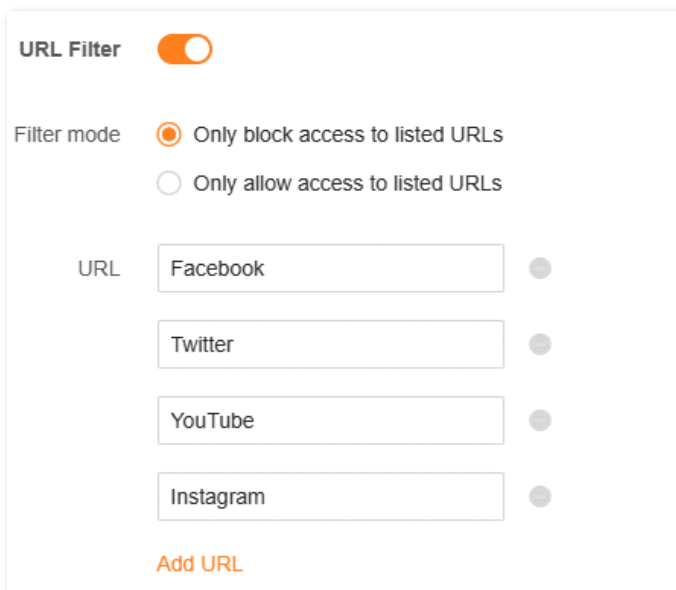 URL Filter
Filter mode
Only block access to listed URLs
Only allow access to listed URLs
URL
Facebook
Twitter
YouTube
Instagram
Add URL